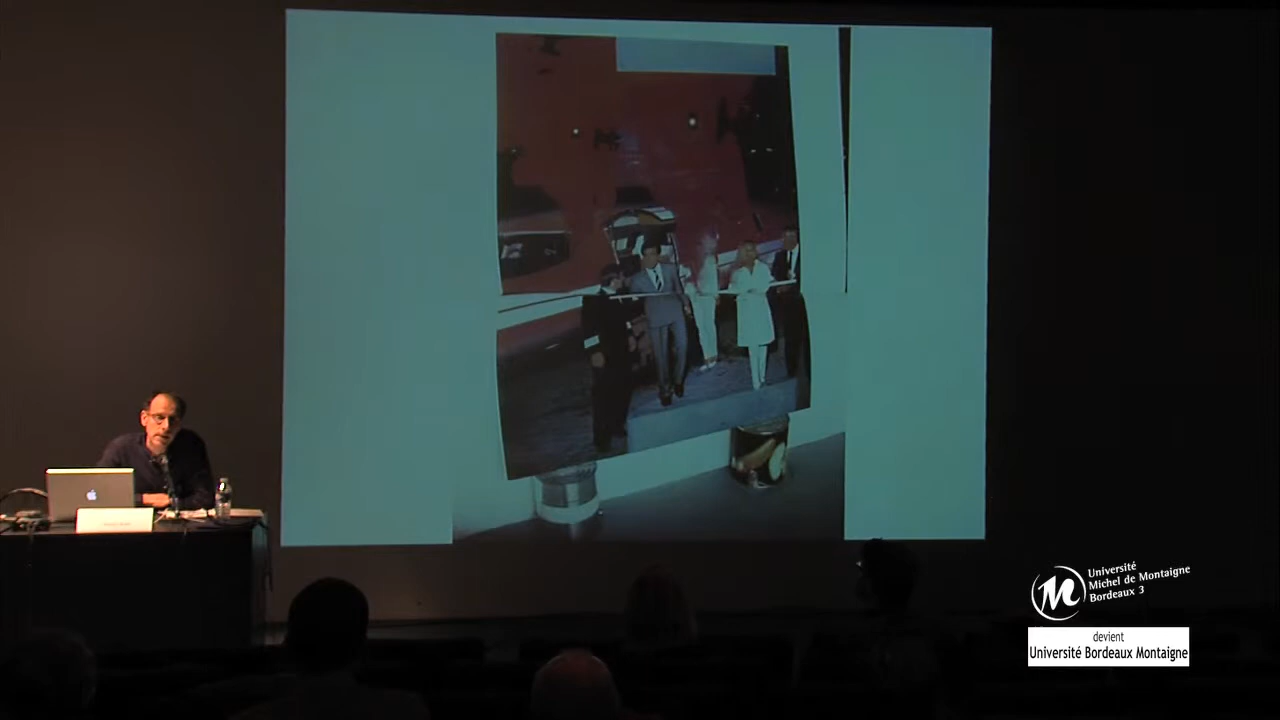 Université
Michel de Montaigne
Bordeaux 3
devient
Université Bordeaux Montaigne